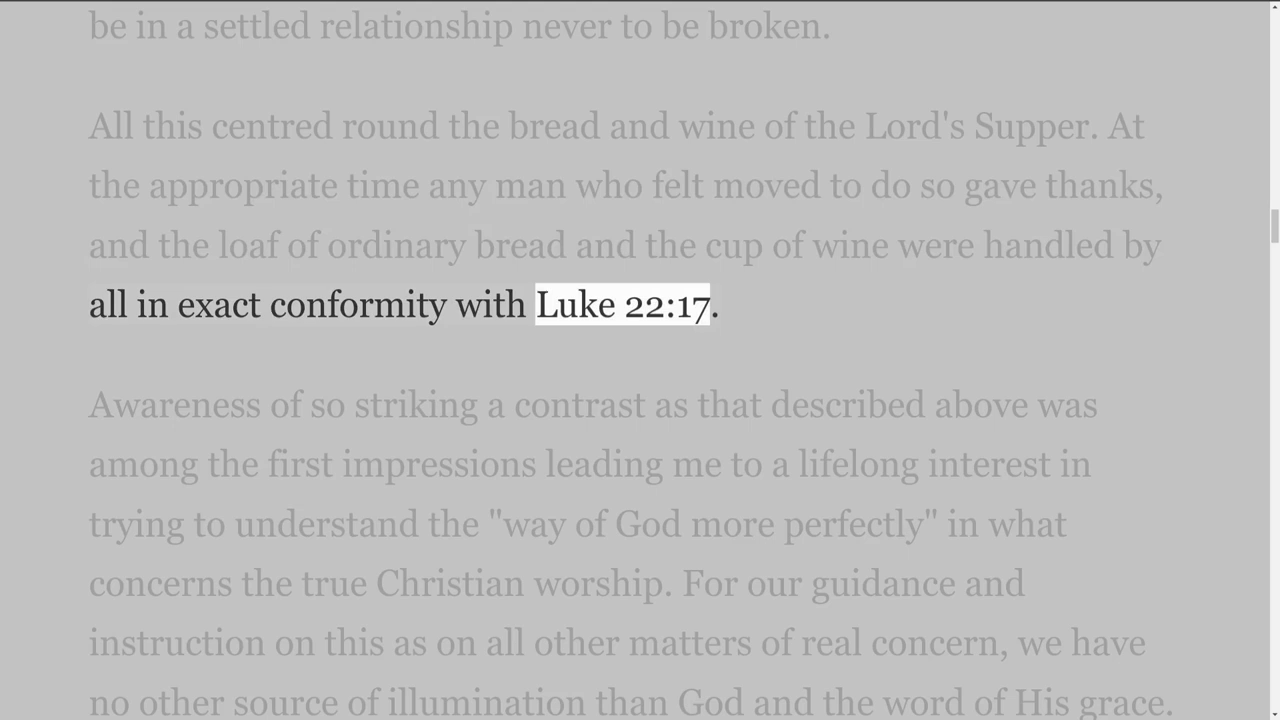 be in a settled relationship never to be broken.
All this centred round the bread and wine of the Lord's Supper. At
the appropriate time any man who felt moved to do so gave thanks,
and the loaf of ordinary bread and the cup of wine were handled by
all in exact conformity with Luke 22:17.
Awareness of so striking a contrast as that described above was
among the first impressions leading me to a lifelong interest in
trying to understand the "way of God more perfectly" in what
concerns the true Christian worship. For our guidance and
instruction on this as on all other matters of real concern, we have
no other source of illumination than God and the word of His grace.